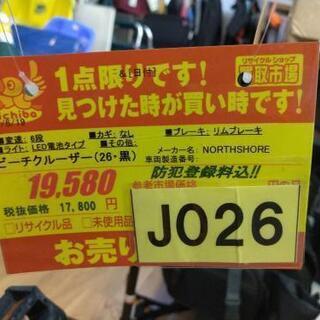 リサイクル ショップ
買取市場
1点限りです!
見つけた時が買い時です!
変速: 6段 ■カギ: なし ■ブレーキ: リムブレーキ
■ライト: LED電池タイプ ■その他: メーカー名: NORTHSHORE
ビーチクルーザー(26・黒) 車両製造番号:
19,580 防犯登録料込!!
税抜価格 17,800 円 参考市場価格
□リサイクル品 □未使用品
J026
お売り